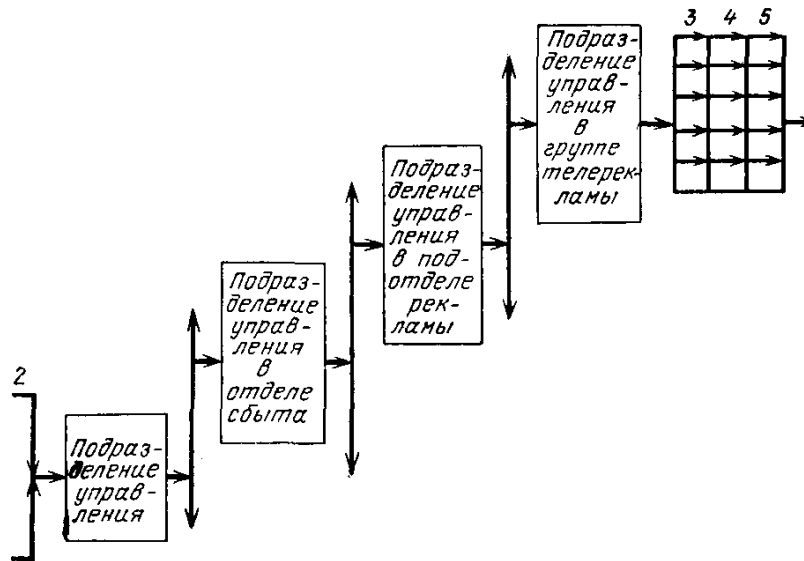 3 4 5
Подраз-
деление
управ-
ления
в
группе
телерек-
ламы
Подраз-
деление
управ-
ления
в под-
отделе
рек-
ламы
Подраз-
деление
управ-
ления
в
отделе
сбыта
2
Подраз-
деление
управ-
ления